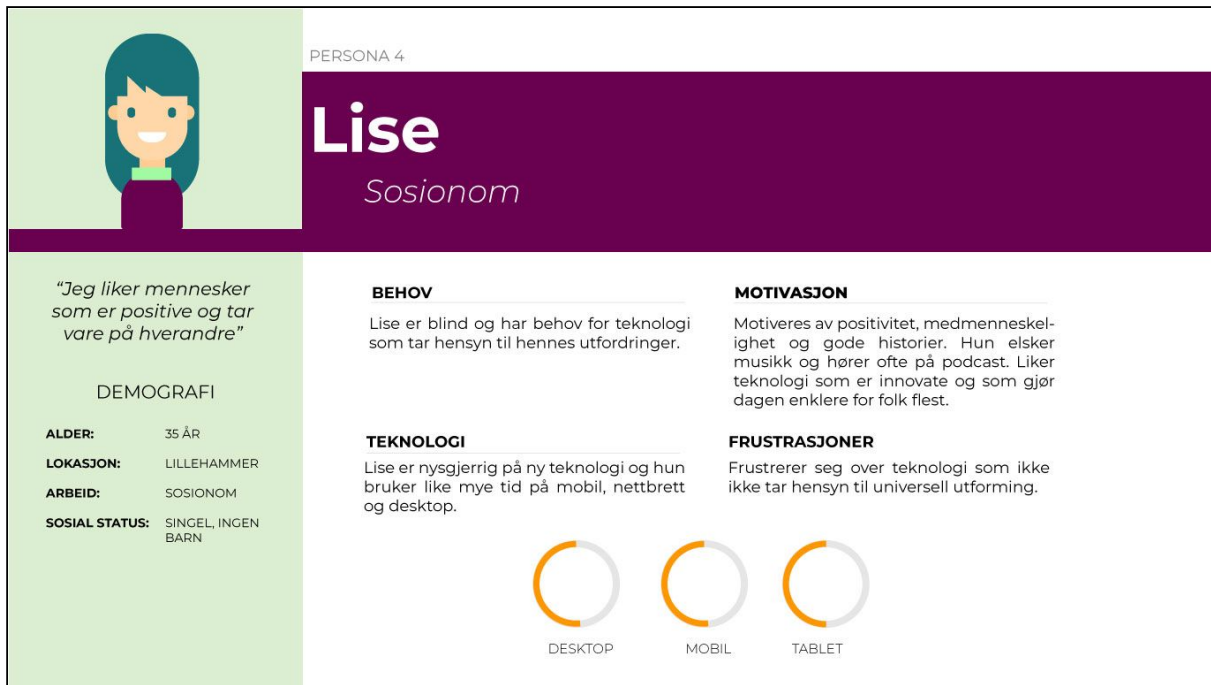 PERSONA 4
Lise
Sosionom
“Jeg liker mennesker
som er positive og tar
vare på hverandre”
DEMOGRAFI
ALDER: 35 ÅR
LOKASJON: LILLEHAMMER
ARBEID: SOSIONOM
SOSIAL STATUS: SINGEL, INGEN
BARN
BEHOV
Lise er blind og har behov for teknologi
som tar hensyn til hennes utfordringer.
MOTIVASJON
Motiveres av positivitet, medmenneskel-
ighet og gode historier. Hun elsker
musikk og hører ofte på podcast. Liker
teknologi som er innovate og som gjør
dagen enklere for folk flest.
TEKNOLOGI
Lise er nysgjerrig på ny teknologi og hun
bruker like mye tid på mobil, nettbrett
og desktop.
FRUSTRASJONER
Frustrerer seg over teknologi som ikke
ikke tar hensyn til universell utforming.
DESKTOP MOBIL TABLET